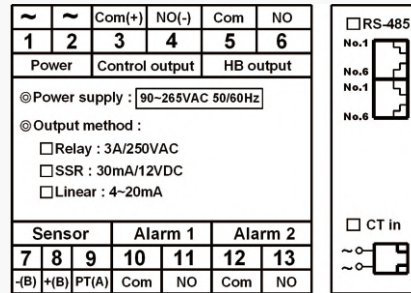 ~ ~ Com(+) NO(-) Com NO
1 2 3 4 5 6
Power Control output HB output
◎Power supply : 90~265VAC 50/60Hz
◎Output method :
□Relay : 3A/250VAC
□SSR : 30mA/12VDC
□Linear : 4~20mA
Sensor Alarm 1 Alarm 2
7 8 9 10 11 12 13
-(B) +(B) PT(A) Com NO Com NO
□RS-485
No.1
No.6
No.1
No.6
□ CT in
~
~